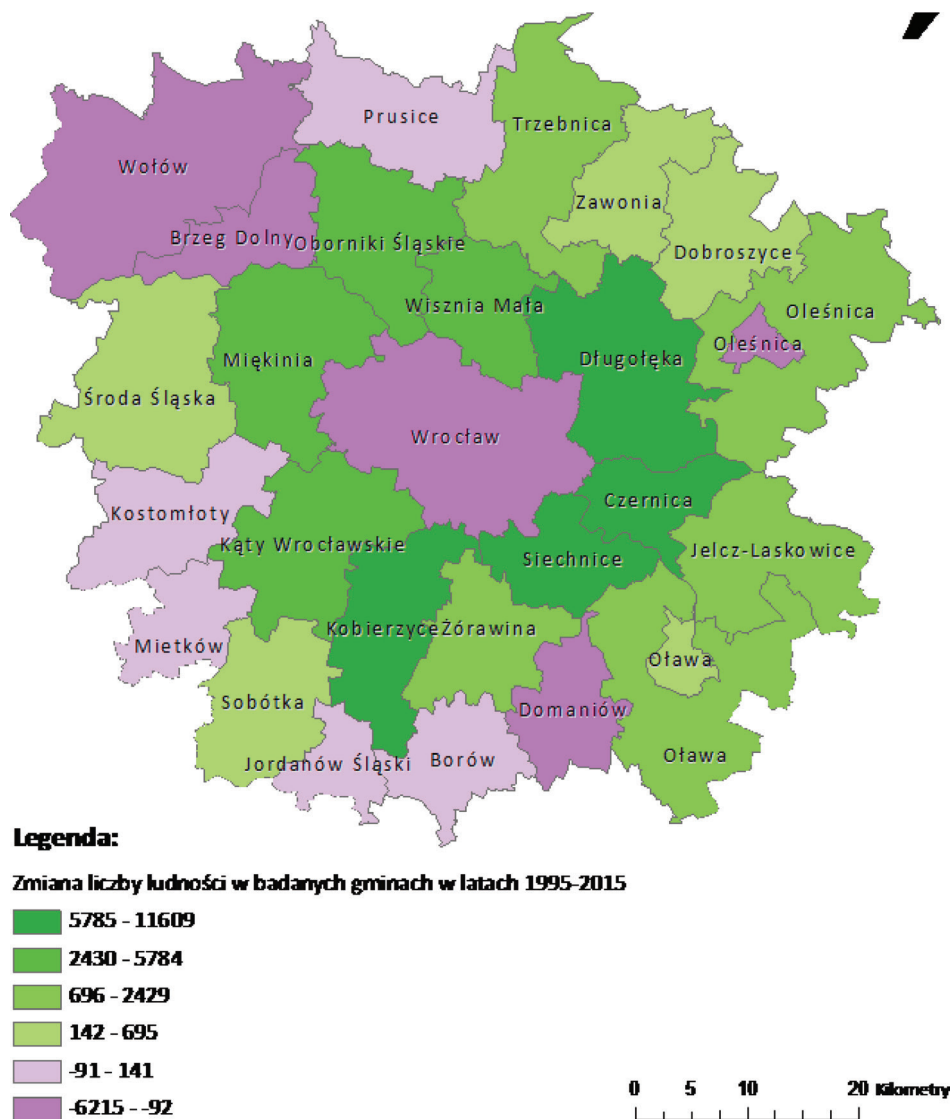 Prusice
Trzebnica
Wołów
Zawonia
Brzeg Dolny
Oborniki Śląskie
Dobroszyce
Wisznia Mała
Oleśnica
Oleśnica
Miękinia
Długołęka
Środa Śląska
Wrocław
Czernica
Kostomłoty
Kąty Wrocławskie
Siechnice
Jelcz-Laskowice
Kobierzyce
Żórawina
Mietków
Oława
Sobótka
Domaniów
Jordanów Śląski
Borów
Oława
Legenda:
Zmiana liczby ludności w badanych gminach w latach 1995-2015
5785 - 11609
2430 - 5784
696 - 2429
142 - 695
-91 - 141
-6215 - -92
0 5 10 20 Kilometry